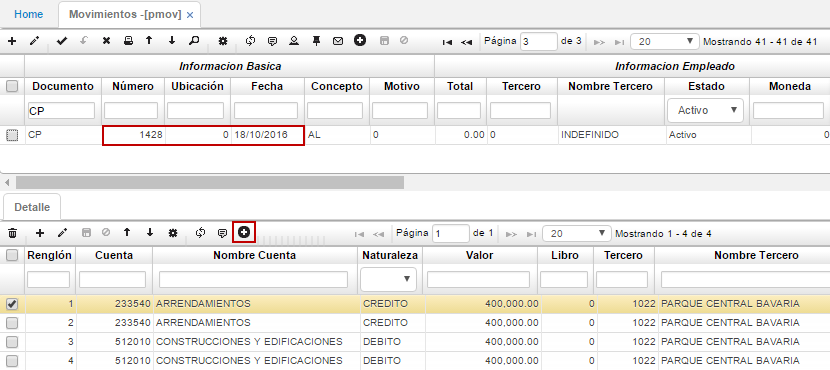 Home Movimientos -[pmov] ×
Página 3 de 3 20 Mostrando 41 - 41 de 41
Informacion Basica Informacion Empleado
Documento Número Ubicación Fecha Concepto Motivo Total Tercero Nombre Tercero Estado Moneda
CP Activo
CP 1428 0 18/10/2016 AL 0 0.00 0 INDEFINIDO Activo 0
Detalle
Página 1 de 1 20 Mostrando 1 - 4 de 4
Renglón Cuenta Nombre Cuenta Naturaleza Valor Libro Tercero Nombre Tercero
1 233540 ARRENDAMIENTOS CREDITO 400,000.00 0 1022 PARQUE CENTRAL BAVARIA
2 233540 ARRENDAMIENTOS CREDITO 400,000.00 0 1022 PARQUE CENTRAL BAVARIA
3 512010 CONSTRUCCIONES Y EDIFICACIONES DEBITO 400,000.00 0 1022 PARQUE CENTRAL BAVARIA
4 512010 CONSTRUCCIONES Y EDIFICACIONES DEBITO 400,000.00 0 1022 PARQUE CENTRAL BAVARIA